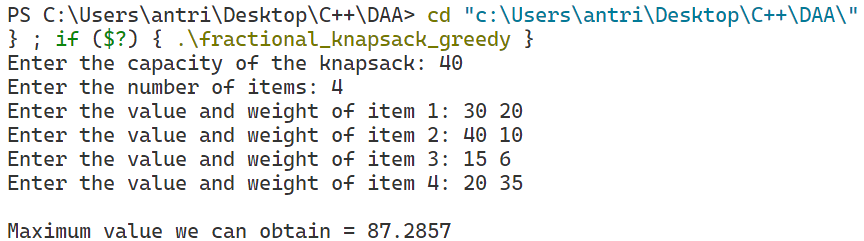 PS C:\Users\antri\Desktop\C++\DAA> cd "c:\Users\antri\Desktop\C++\DAA\"
} ; if ($?) { .\fractional_knapsack_greedy }
Enter the capacity of the knapsack: 40
Enter the number of items: 4
Enter the value and weight of item 1: 30 20
Enter the value and weight of item 2: 40 10
Enter the value and weight of item 3: 15 6
Enter the value and weight of item 4: 20 35
Maximum value we can obtain = 87.2857